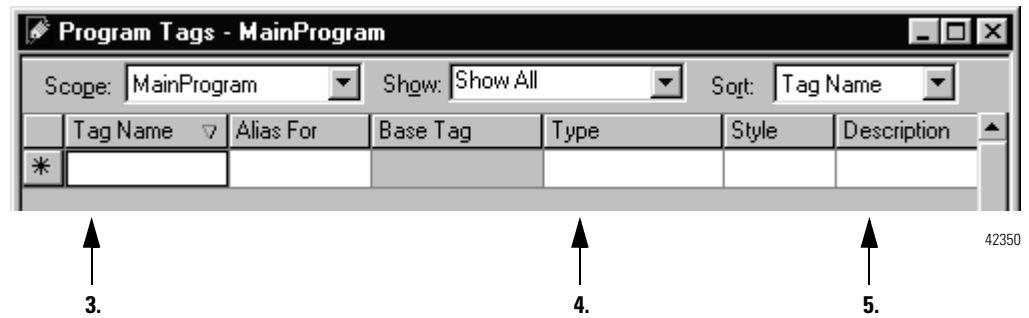 Program Tags - MainProgram
Scope: MainProgram Show: Show All Sort: Tag Name
Tag Name Alias For Base Tag Type Style Description
*
42350
3. 4. 5.